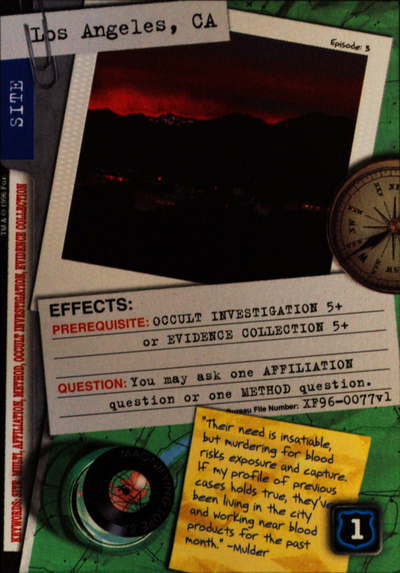 Los Angeles, CA
Episode: 3
SITE
TM & © 1996 Fox.
KEYWORDS: SITE, MULTI, AFFILIATION, METHOD, OCCULT INVESTIGATION, EVIDENCE COLLECTION
EFFECTS:
PREREQUISITE: OCCULT INVESTIGATION 5+
or EVIDENCE COLLECTION 5+
QUESTION: You may ask one AFFILIATION
question or one METHOD question.
Bureau File Number: XF96-0077v1
"Their need is insatiable,
but murdering for blood
risks exposure and capture.
If my profile of previous
cases holds true, they've
been living in the city
and working near blood
products for the past
month." -Mulder
1